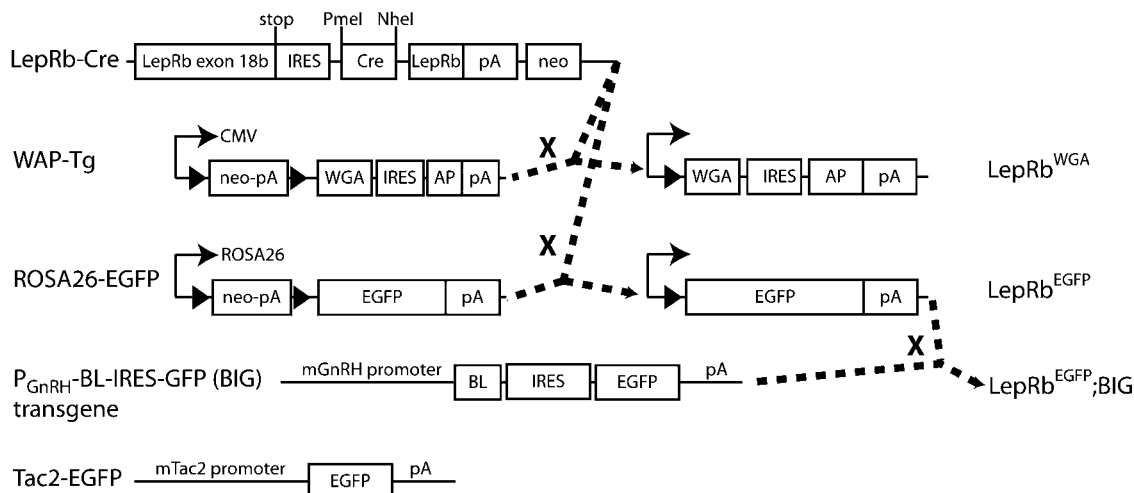 stop PmeI NheI
LepRb-Cre LepRb exon 18b IRES Cre LepRb pA neo
CMV
WAP-Tg neo-pA WGA IRES AP pA X WGA IRES AP pA LepRb^WGA
X
ROSA26
ROSA26-EGFP neo-pA EGFP pA EGFP pA LepRb^EGFP
X
P_GnRH-BL-IRES-GFP (BIG) mGnRH promoter BL IRES EGFP pA LepRb^EGFP;BIG
transgene
Tac2-EGFP mTac2 promoter EGFP pA